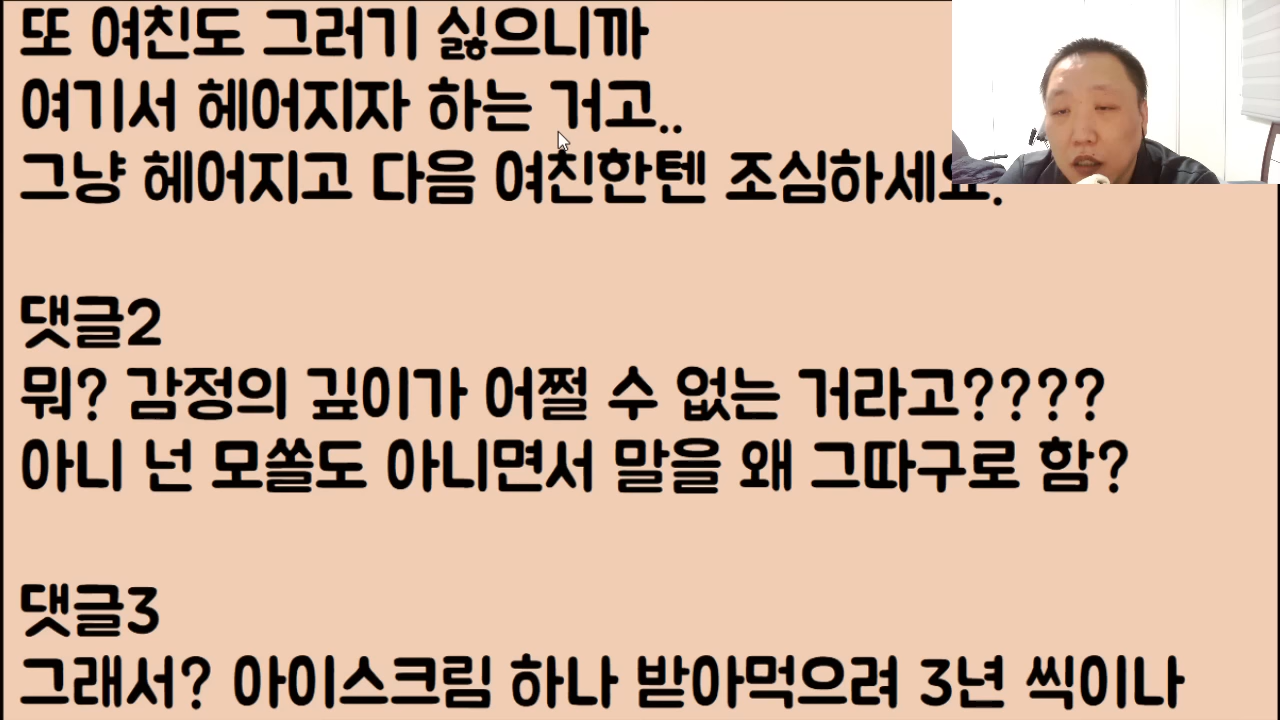 또 여친도 그러기 싫으니까
여기서 헤어지자 하는 거고..
그냥 헤어지고 다음 여친한텐 조심하세요.
댓글2
뭐? 감정의 깊이가 어쩔 수 없는 거라고????
아니 넌 모쏠도 아니면서 말을 왜 그따구로 함?
댓글3
그래서? 아이스크림 하나 받아먹으려 3년 씩이나